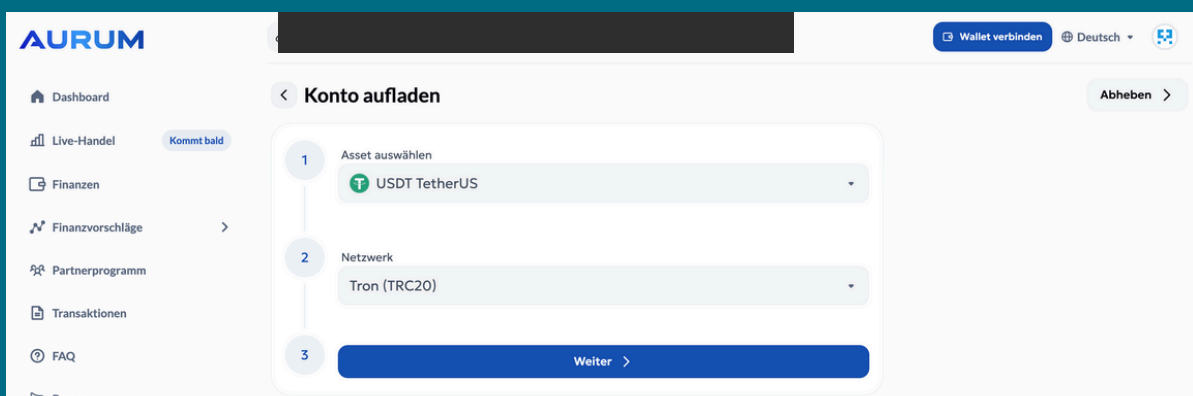 AURUM
Wallet verbinden
Deutsch
Dashboard
Konto aufladen
Abheben
Live-Handel
Kommt bald
1
Asset auswählen
USDT TetherUS
Finanzen
Finanzvorschläge
2
Netzwerk
Tron (TRC20)
Partnerprogramm
Transaktionen
3
Weiter
FAQ